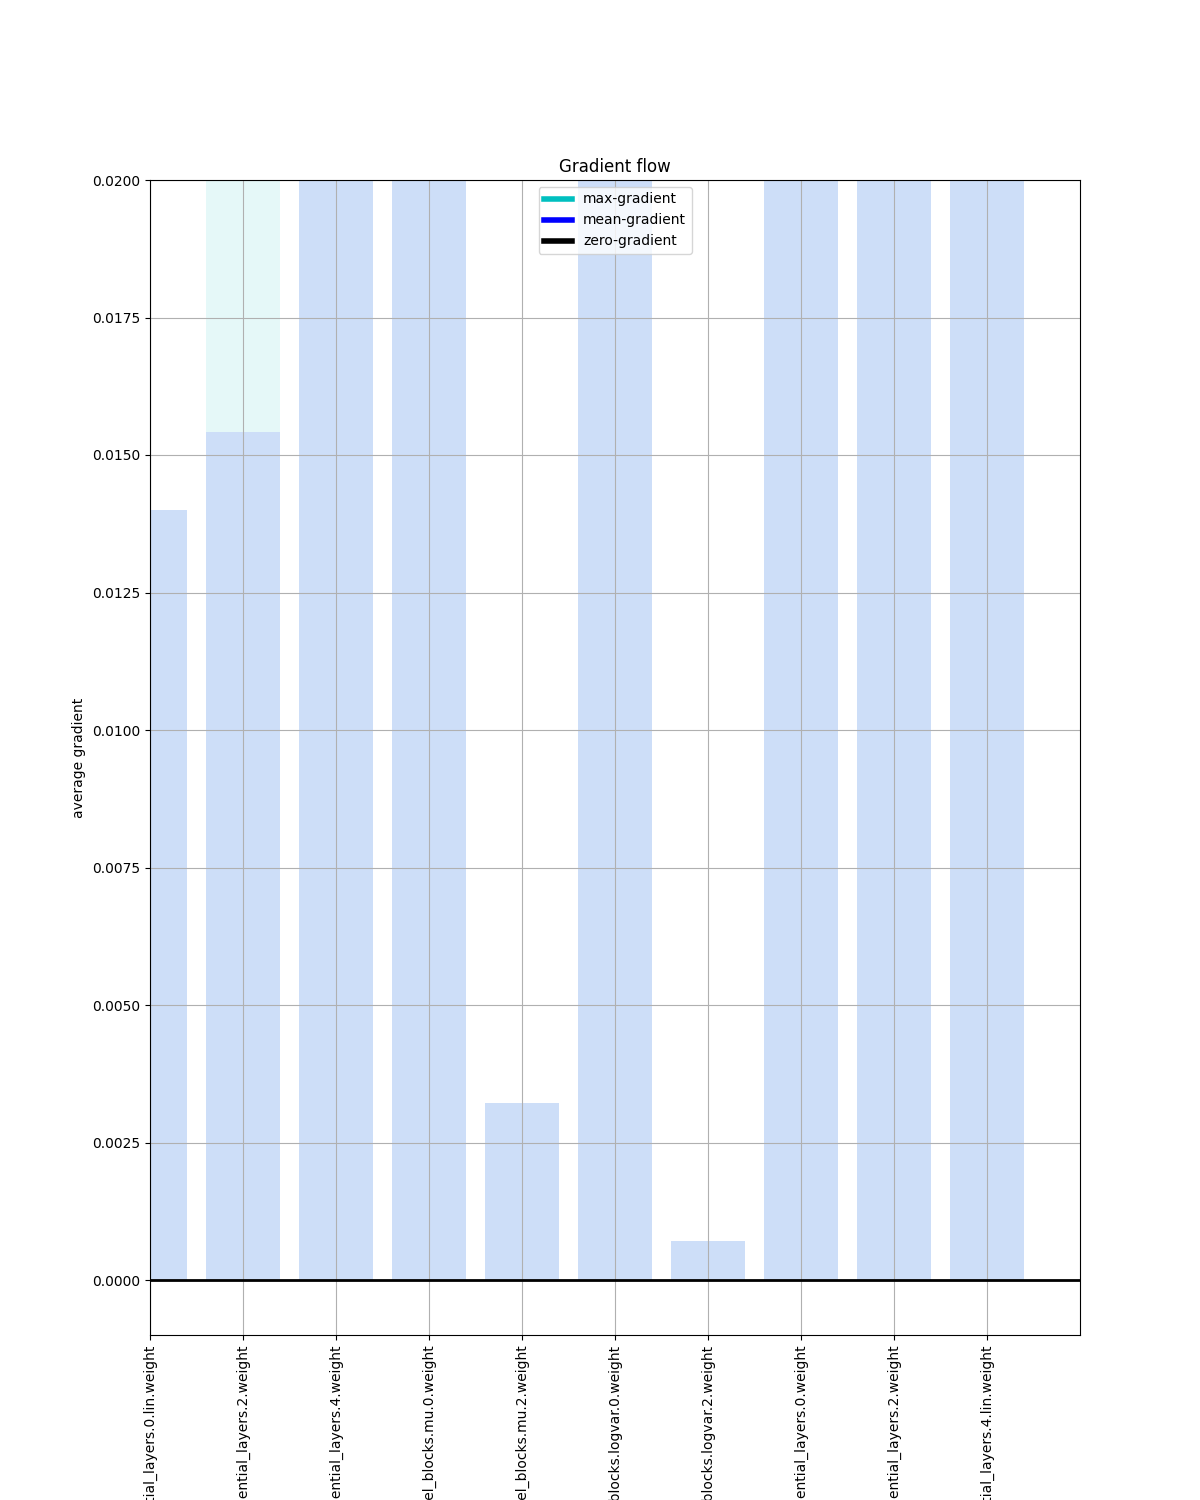 Gradient flow
max-gradient
mean-gradient
zero-gradient
0.0200
0.0175
0.0150
0.0125
0.0100
0.0075
0.0050
0.0025
0.0000
average gradient
tial_layers.0.lin.weight
ential_layers.2.weight
ential_layers.4.weight
el_blocks.mu.0.weight
el_blocks.mu.2.weight
blocks.logvar.0.weight
blocks.logvar.2.weight
ential_layers.0.weight
ential_layers.2.weight
tial_layers.4.lin.weight